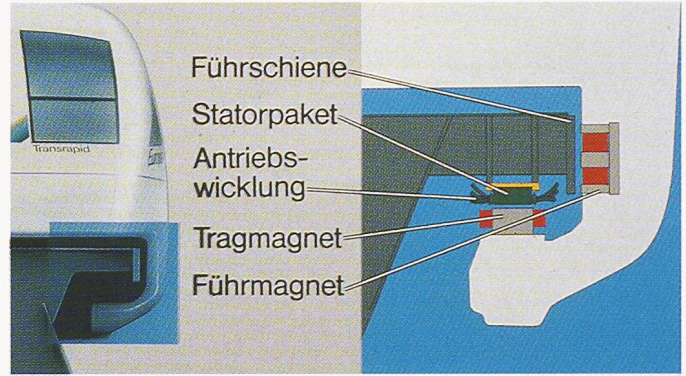 Führschiene
Statorpaket
Antriebs-
wicklung
Tragmagnet
Führmagnet
Transrapid